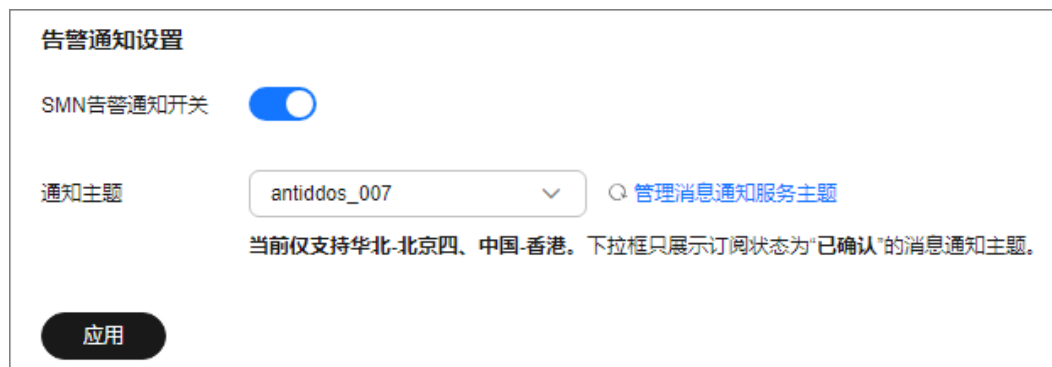 告警通知设置
SMN告警通知开关
通知主题
antiddos_007
管理消息通知服务主题
当前仅支持华北-北京四、中国-香港。下拉框只展示订阅状态为“已确认”的消息通知主题。
应用